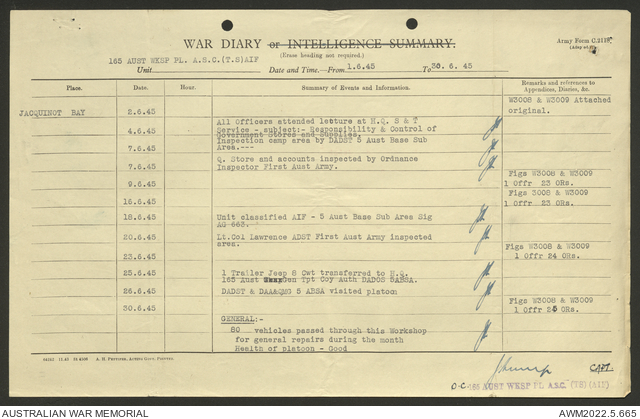 WAR DIARY or INTELLIGENCE SUMMARY.
(Erase heading not required.)
Army Form C.2118.
165 AUST WKSP PL. A.S.C.(T.S)AIF
Unit
Date and Time—From 1.6.45 To 30. 6. 45
Place. Date. Hour. Summary of Events and Information. Remarks and references to
Appendices, Diaries, &c.
W3008 & W3009 Attached
original.
JACQUINOT BAY 2.6.45
4.6.45 All Officers attended lecture at H.Q. S & T
Service - subject:- Responsibility & Control of
Government Stores and Supplies.
7.6.45 Inspection camp area by DADST 5 Aust Base Sub
Area.---
7.6.45 Q. Store and accounts inspected by Ordnance
Inspector First Aust Army.
9.6.45 Figs W3008 & W3009
1 Offr 23 ORs.
16.6.45 Figs 3008 & W3009
1 Offr 23 ORs.
18.6.45 Unit classified AIF - 5 Aust Base Sub Area Sig
AG 663.
20.6.45 Lt.Col Lawrence ADST First Aust Army inspected
area.
23.6.45 Figs W3008 & W3009
1 Offr 24 ORs.
25.6.45 1 Trailer Jeep 8 Cwt transferred to H.Q.
165 Aust Gen Tpt Coy Auth DADOS 5 ABSA.
26.6.45 DADST & DAA&QMG 5 ABSA visited platoon
30.6.45 Figs W3008 & W3009
1 Offr 25 ORs.
GENERAL:-
80 vehicles passed through this Workshop
for general repairs during the month
Health of platoon - Good
CAPT.
O.C. 165 AUST WKSP PL A.S.C. (TS) (AIF)
AUSTRALIAN WAR MEMORIAL
AWM2022.5.665